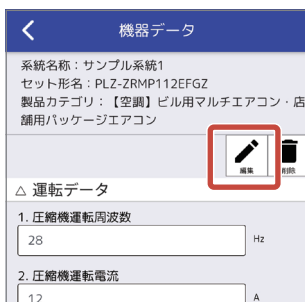 機器データ
系統名称：サンプル系統1
セット形名：PLZ-ZRMP112EFGZ
製品カテゴリ：【空調】ビル用マルチエアコン・店
舗用パッケージエアコン
編集 削除
△ 運転データ
1. 圧縮機運転周波数
28 Hz
2. 圧縮機運転電流
12 A